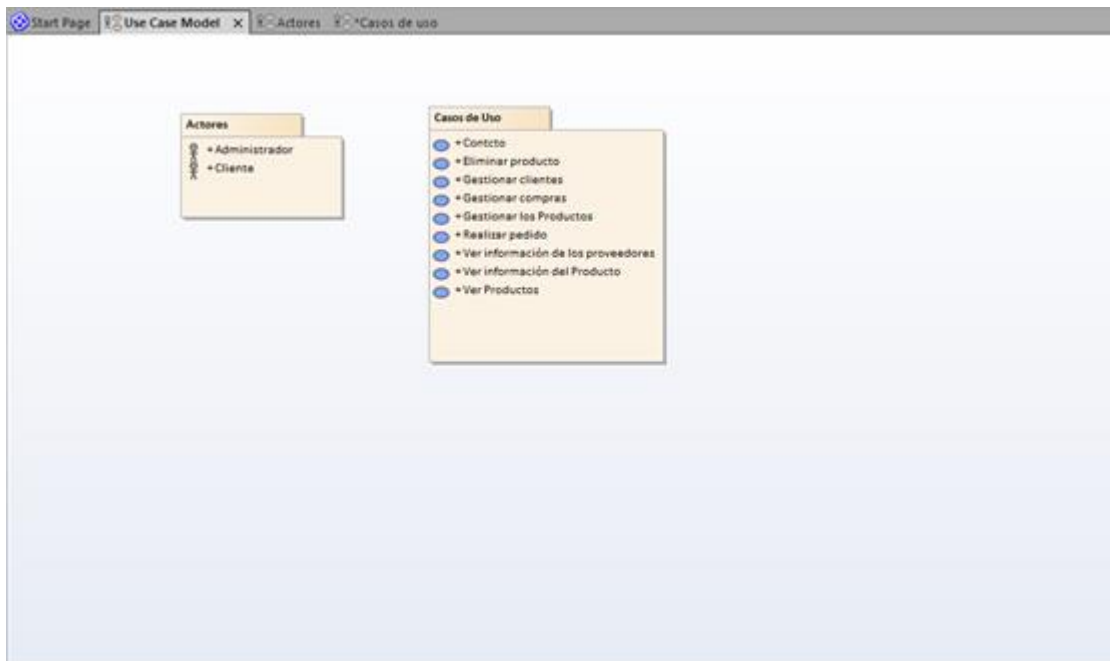 Start Page Use Case Model X Actores *Casos de uso
Actores
+Administrador
+Cliente
Casos de Uso
+Contcto
+Eliminar producto
+Gestionar clientes
+Gestionar compras
+Gestionar los Productos
+Realizar pedido
+Ver información de los proveedores
+Ver información del Producto
+Ver Productos